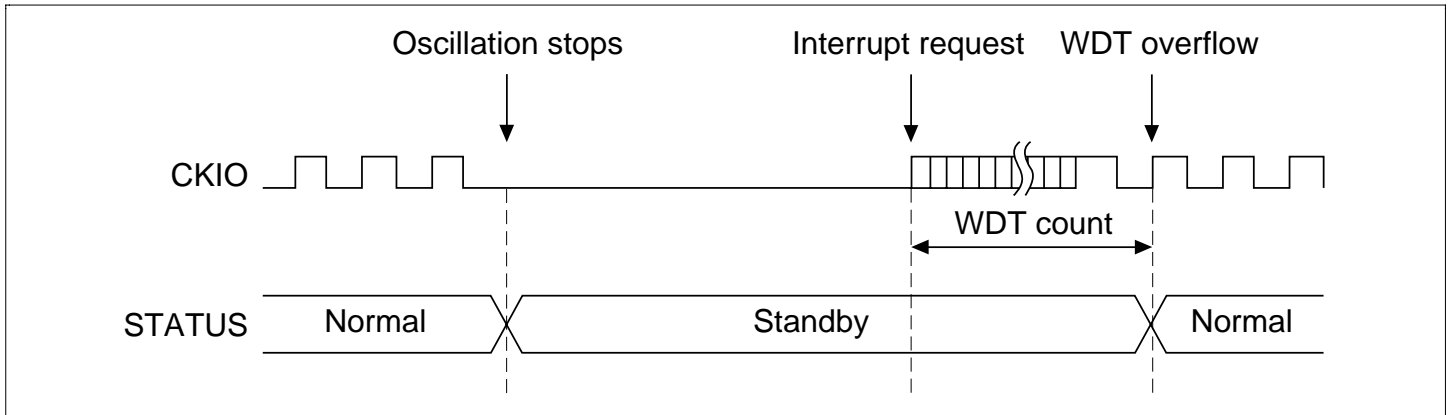 Oscillation stops
Interrupt request
WDT overflow
CKIO
WDT count
STATUS
Normal
Standby
Normal